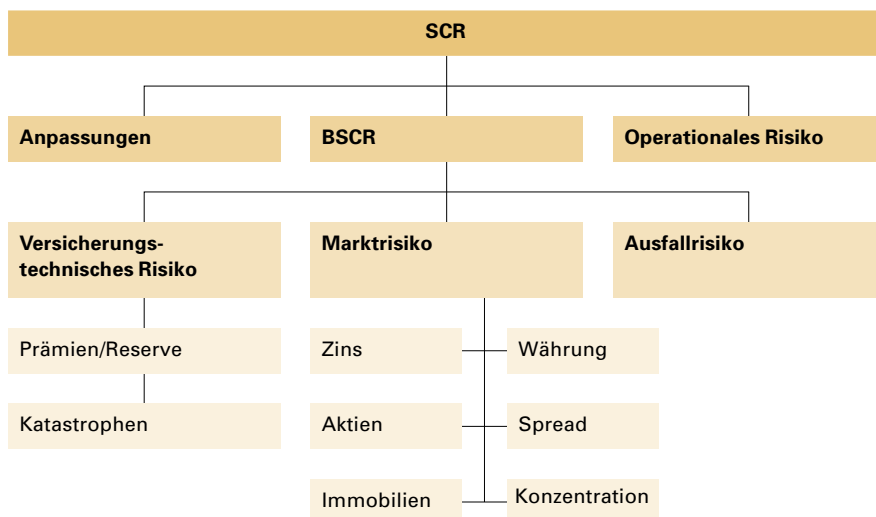 SCR
Anpassungen
BSCR
Operationales Risiko
Versicherungs-
technisches Risiko
Marktrisiko
Ausfallrisiko
Prämien/Reserve
Zins
Währung
Katastrophen
Aktien
Spread
Immobilien
Konzentration